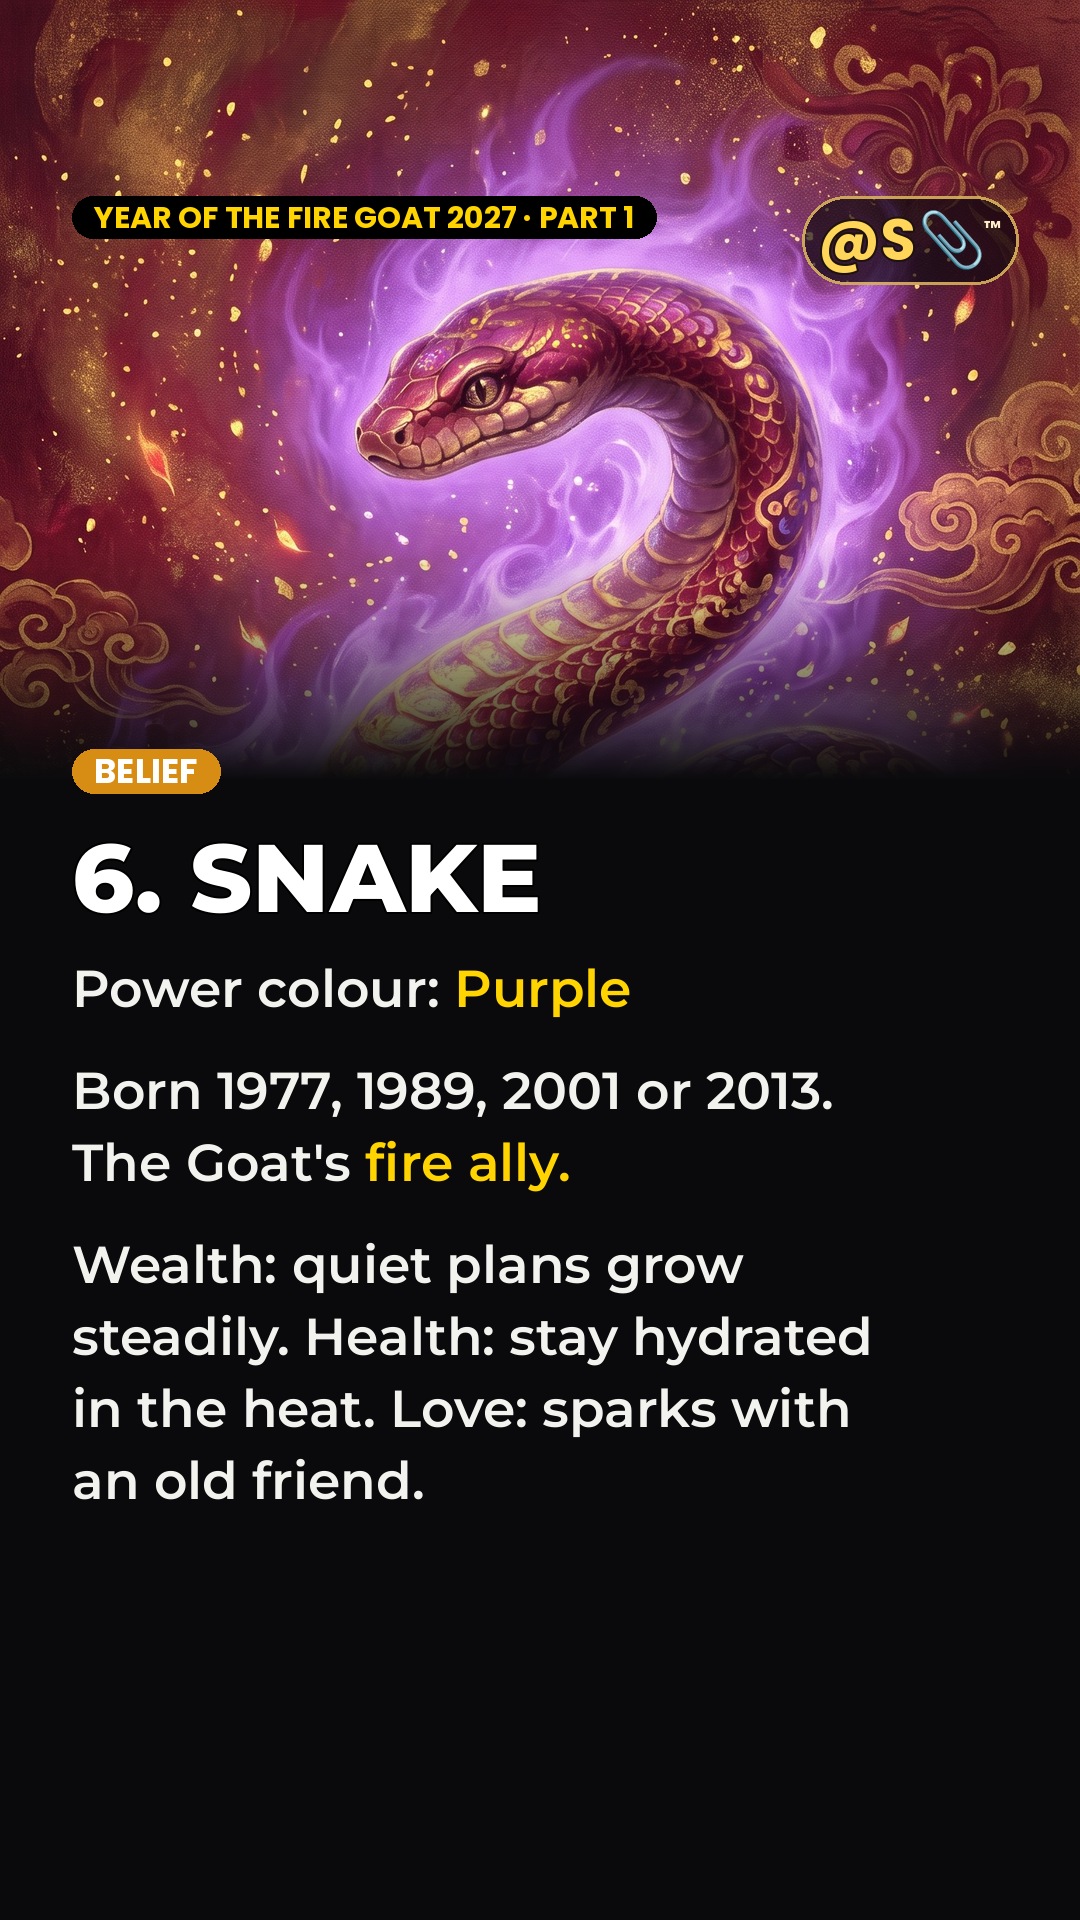 YEAR OF THE FIRE GOAT 2027 · PART 1
@S📎™
BELIEF
6. SNAKE
Power colour: Purple
Born 1977, 1989, 2001 or 2013.
The Goat's fire ally.
Wealth: quiet plans grow
steadily. Health: stay hydrated
in the heat. Love: sparks with
an old friend.